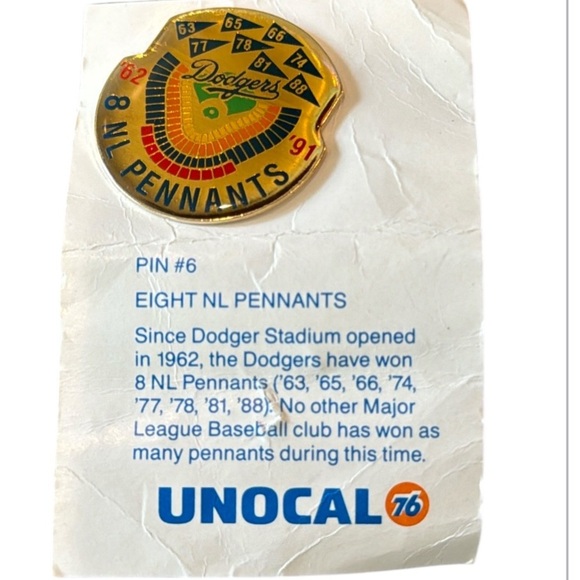 63 65 66
77 78 74
81 88
Dodgers
'62 '91
8 NL PENNANTS
PIN #6
EIGHT NL PENNANTS
Since Dodger Stadium opened
in 1962, the Dodgers have won
8 NL Pennants ('63, '65, '66, '74,
'77, '78, '81, '88). No other Major
League Baseball club has won as
many pennants during this time.
UNOCAL 76